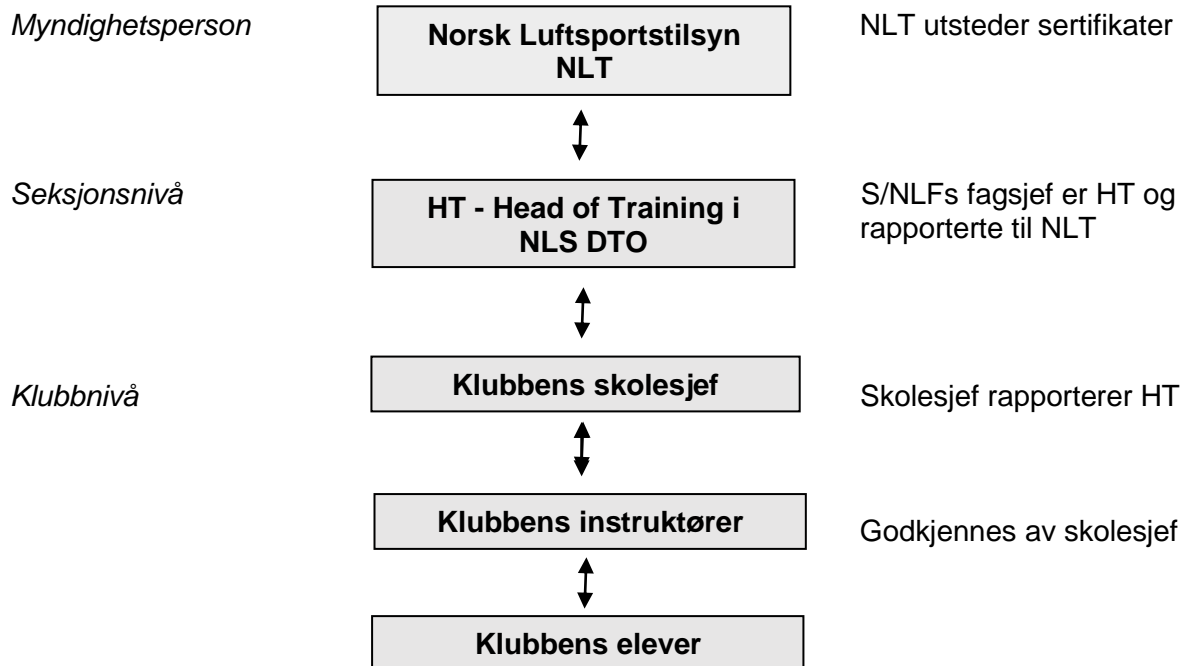 Myndighetsperson
Norsk Luftsportstilsyn
NLT
NLT utsteder sertifikater
Seksjonsnivå
HT - Head of Training i
NLS DTO
S/NLFs fagsjef er HT og
rapporterte til NLT
Klubbens skolesjef
Klubbnivå
Skolesjef rapporterer HT
Klubbens instruktører
Godkjennes av skolesjef
Klubbens elever